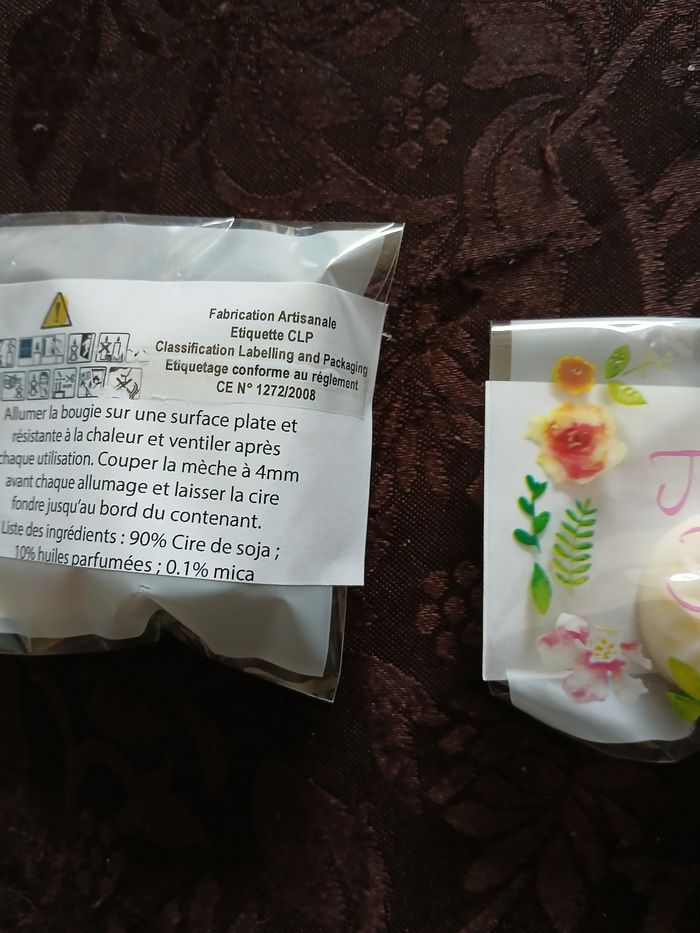 Fabrication Artisanale
Etiquette CLP
Classification Labelling and Packaging
Etiquetage conforme au réglement
CE N° 1272/2008
Allumer la bougie sur une surface plate et
résistante à la chaleur et ventiler après
chaque utilisation. Couper la mèche à 4mm
avant chaque allumage et laisser la cire
fondre jusqu'au bord du contenant.
Liste des ingrédients : 90% Cire de soja ;
10% huiles parfumées ; 0.1% mica